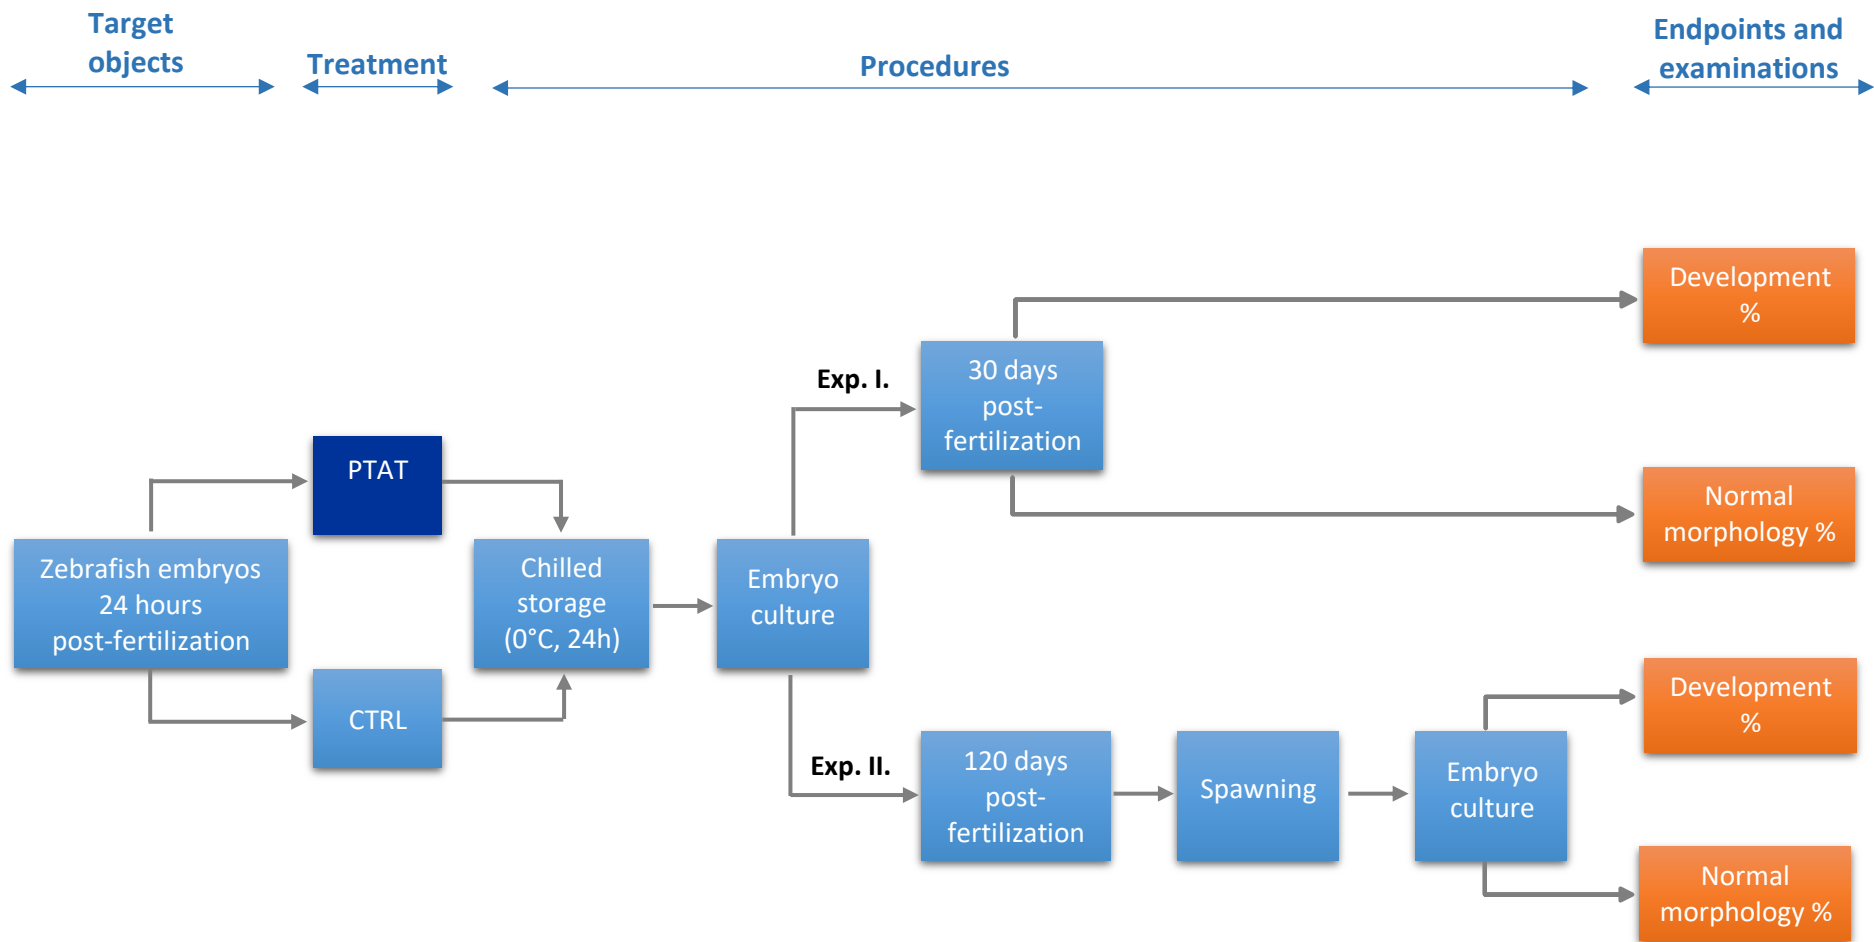 Target
objects
Treatment
Procedures
Endpoints and
examinations
Development
%
Exp. I.
30 days
post-
fertilization
PTAT
Normal
morphology %
Zebrafish embryos
24 hours
post-fertilization
Chilled
storage
(0°C, 24h)
Embryo
culture
CTRL
Development
%
Exp. II.
120 days
post-
fertilization
Spawning
Embryo
culture
Normal
morphology %